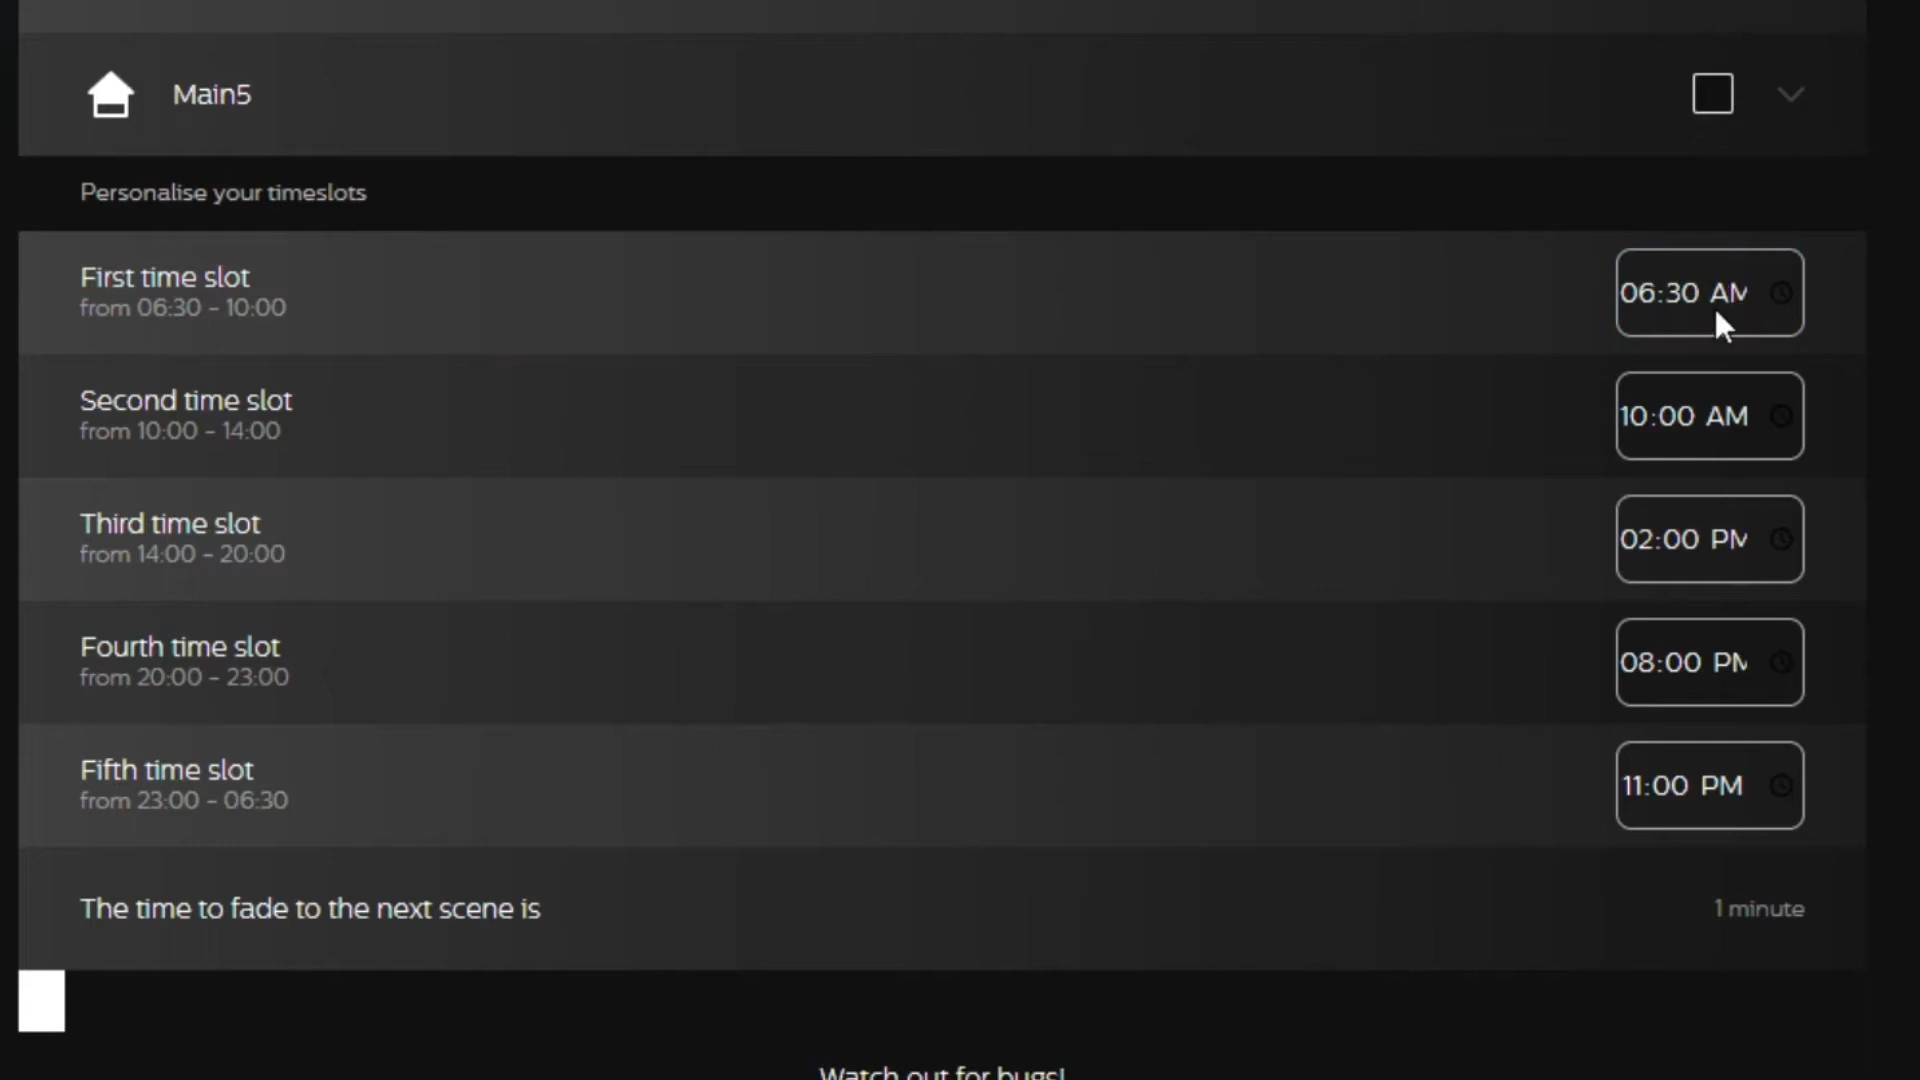 Main5
Personalise your timeslots
First time slot
from 06:30 - 10:00
06:30 AM
Second time slot
from 10:00 - 14:00
10:00 AM
Third time slot
from 14:00 - 20:00
02:00 PM
Fourth time slot
from 20:00 - 23:00
08:00 PM
Fifth time slot
from 23:00 - 06:30
11:00 PM
The time to fade to the next scene is
1 minute
Watch out for bugs!